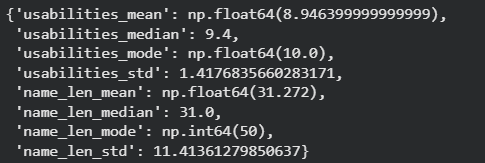 {'usabilities_mean': np.float64(8.946399999999999),
'usabilities_median': 9.4,
'usabilities_mode': np.float64(10.0),
'usabilities_std': 1.4176835660283171,
'name_len_mean': np.float64(31.272),
'name_len_median': 31.0,
'name_len_mode': np.int64(50),
'name_len_std': 11.41361279850637}